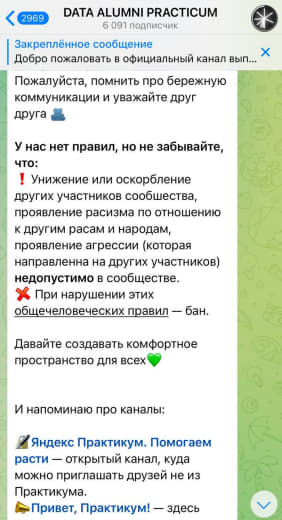 2969
DATA ALUMNI PRACTICUM
6 091 подписчик
Закреплённое сообщение
Добро пожаловать в официальный канал вып...
Пожалуйста, помнить про бережную
коммуникации и уважайте друг
друга 🫂
У нас нет правил, но не забывайте,
что:
❗ Унижение или оскорбление
других участников сообшества,
проявление расизма по отношению
к другим расам и народам,
проявление агрессии (которая
направленна на других участников)
недопустимо в сообществе.
❌ При нарушении этих
общечеловеческих правил — бан.
Давайте создавать комфортное
пространство для всех💚
И напоминаю про каналы:
📝Яндекс Практикум. Помогаем
расти — открытый канал, куда
можно приглашать друзей не из
Практикума.
📣Привет, Практикум! — здесь